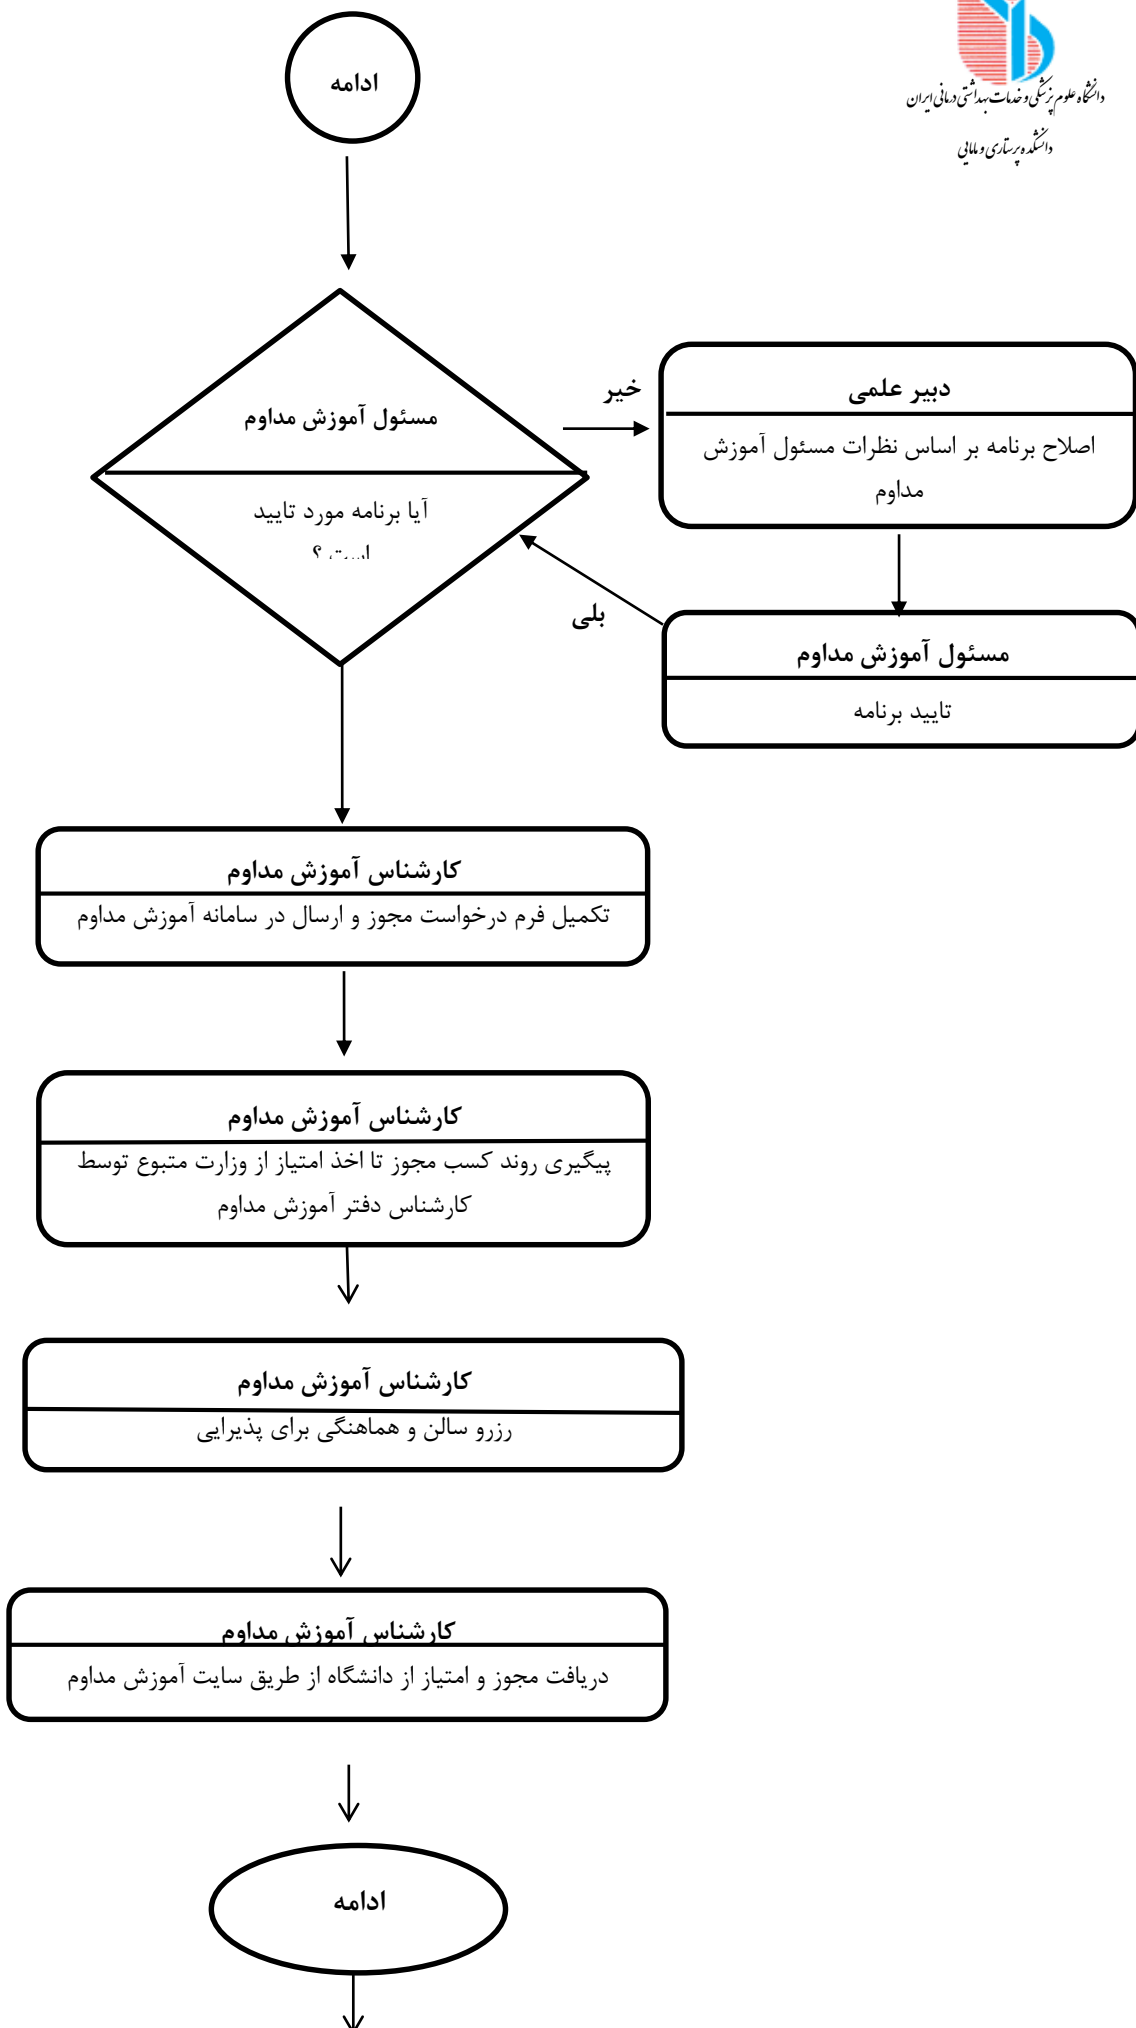 دانشگاه علوم پزشکی و خدمات بهداشتی درمانی ایران
دانشکده پرستاری و مامایی
ادامه
مسئول آموزش مداوم
آیا برنامه مورد تایید
است ؟
خیر
دبیر علمی
اصلاح برنامه بر اساس نظرات مسئول آموزش
مداوم
بلی
مسئول آموزش مداوم
تایید برنامه
کارشناس آموزش مداوم
تکمیل فرم درخواست مجوز و ارسال در سامانه آموزش مداوم
کارشناس آموزش مداوم
پیگیری روند کسب مجوز تا اخذ امتیاز از وزارت متبوع توسط
کارشناس دفتر آموزش مداوم
کارشناس آموزش مداوم
رزرو سالن و هماهنگی برای پذیرایی
کارشناس آموزش مداوم
دریافت مجوز و امتیاز از دانشگاه از طریق سایت آموزش مداوم
ادامه